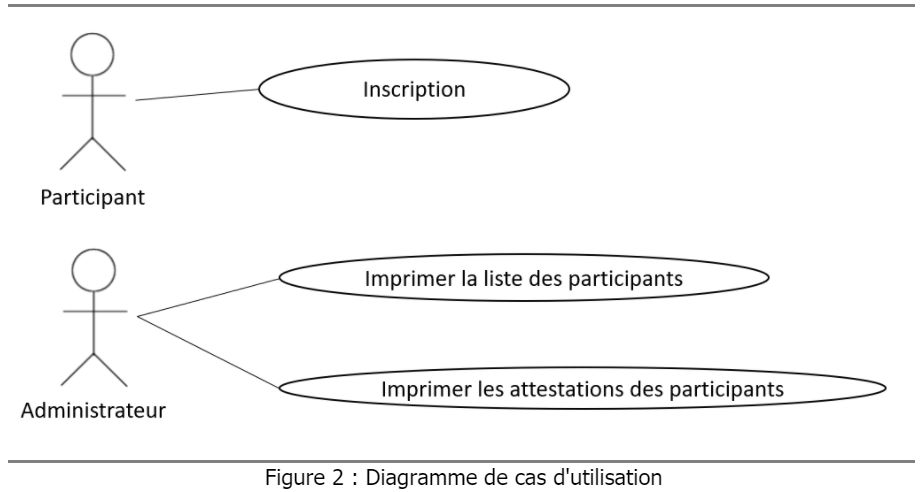 Inscription
Participant
Imprimer la liste des participants
Imprimer les attestations des participants
Administrateur
Figure 2 : Diagramme de cas d'utilisation